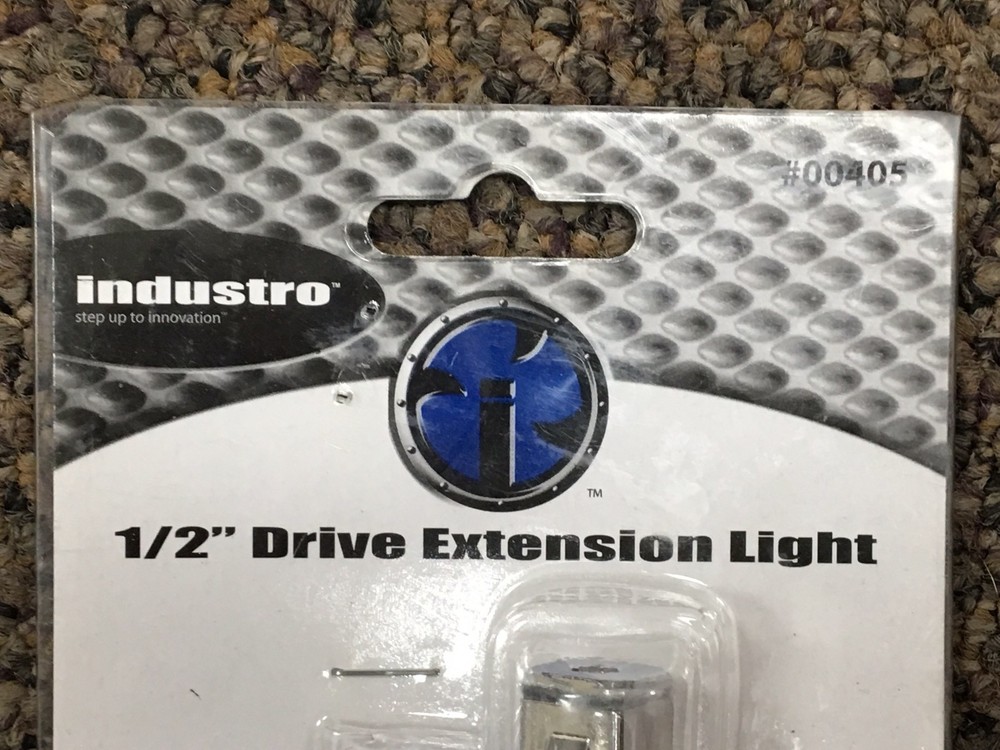 #00405
industro™
step up to innovation™
i
TM
1/2” Drive Extension Light